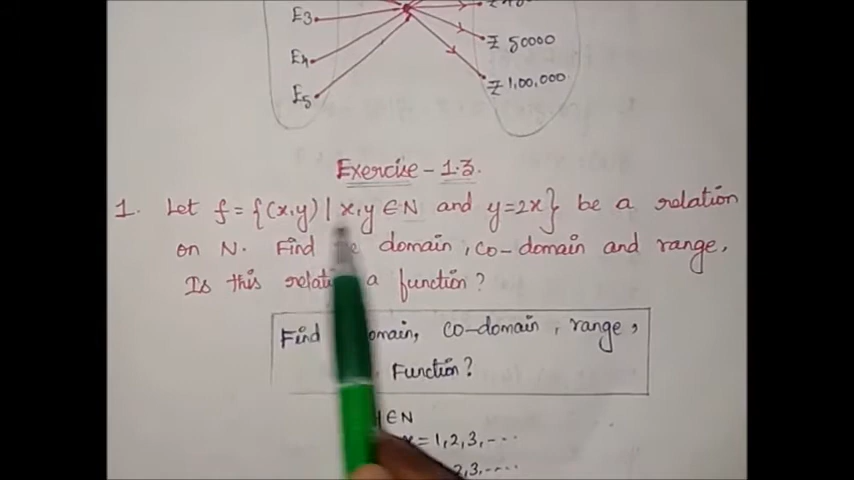 E3
E4 ₹ 50000
E5 ₹ 1,00,000
Exercise - 1.3.
1. Let f = {(x,y) | x,y ∈ N and y=2x} be a relation
on N. Find domain, co-domain and range,
Is this a function?
Find domain, co-domain, range,
Function?
∈N
x = 1,2,3,-...
2,3,-...